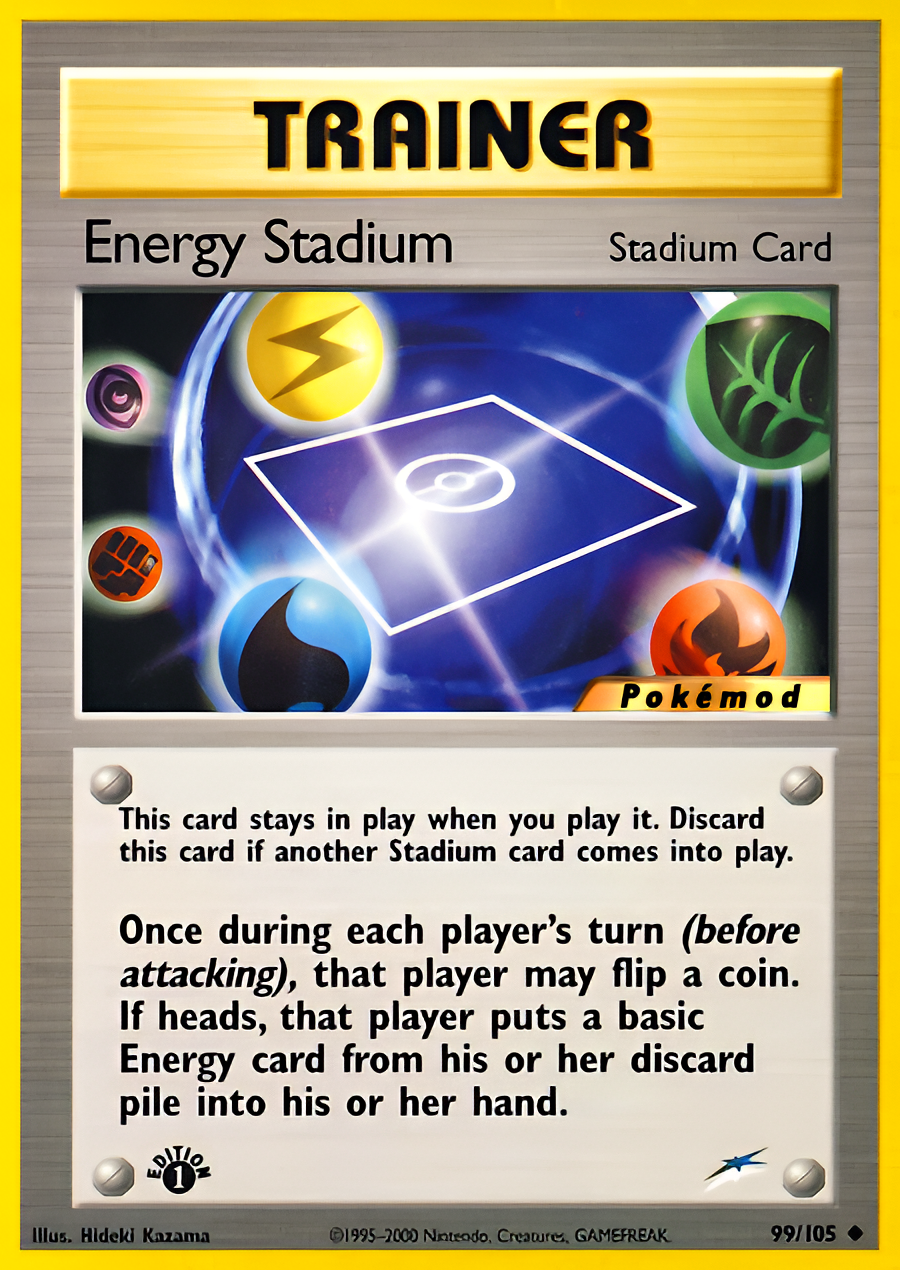 TRAINER
Energy Stadium
Stadium Card
Pokémod
This card stays in play when you play it. Discard
this card if another Stadium card comes into play.
Once during each player's turn (before
attacking), that player may flip a coin.
If heads, that player puts a basic
Energy card from his or her discard
pile into his or her hand.
EDITION
1
Illus. Hideki Kazama
©1995-2000 Nintendo, Creatures, GAMEFREAK.
99/105